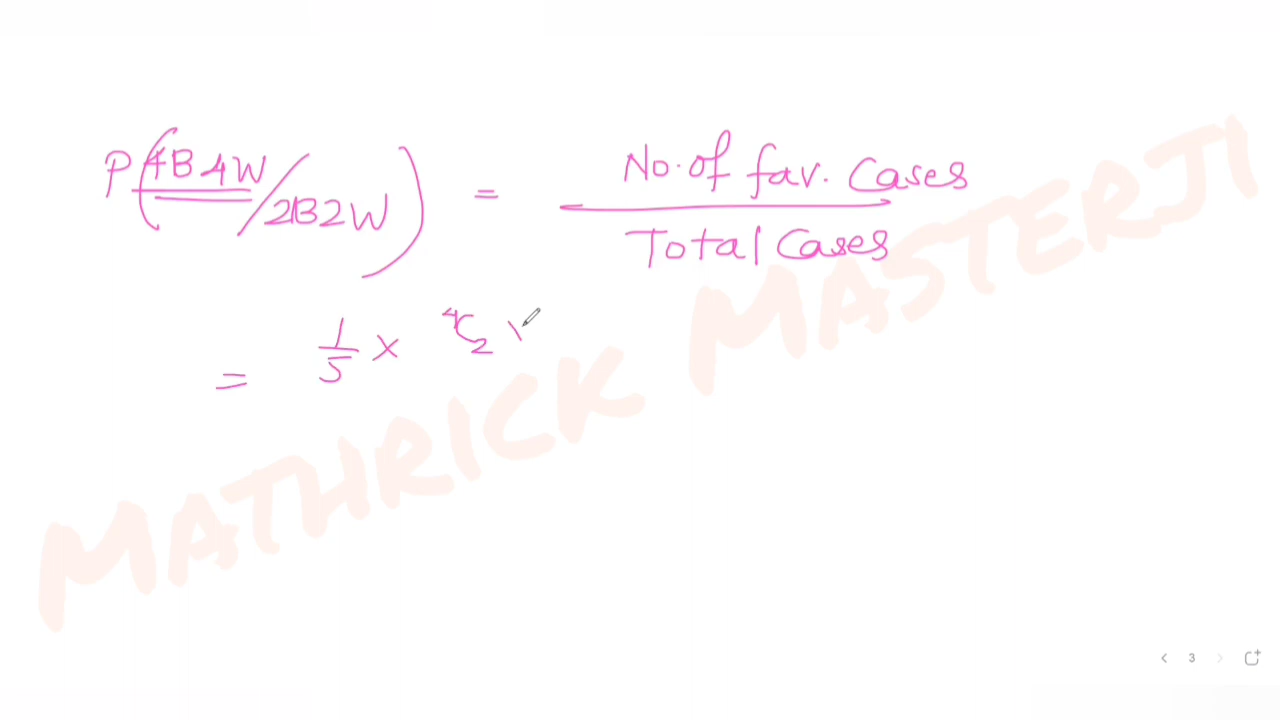 P(4B4W/2B2W) = No. of fav. Cases
Total Cases
= 1/5 × ⁴C₂
MATHRICK MASTERJI
3